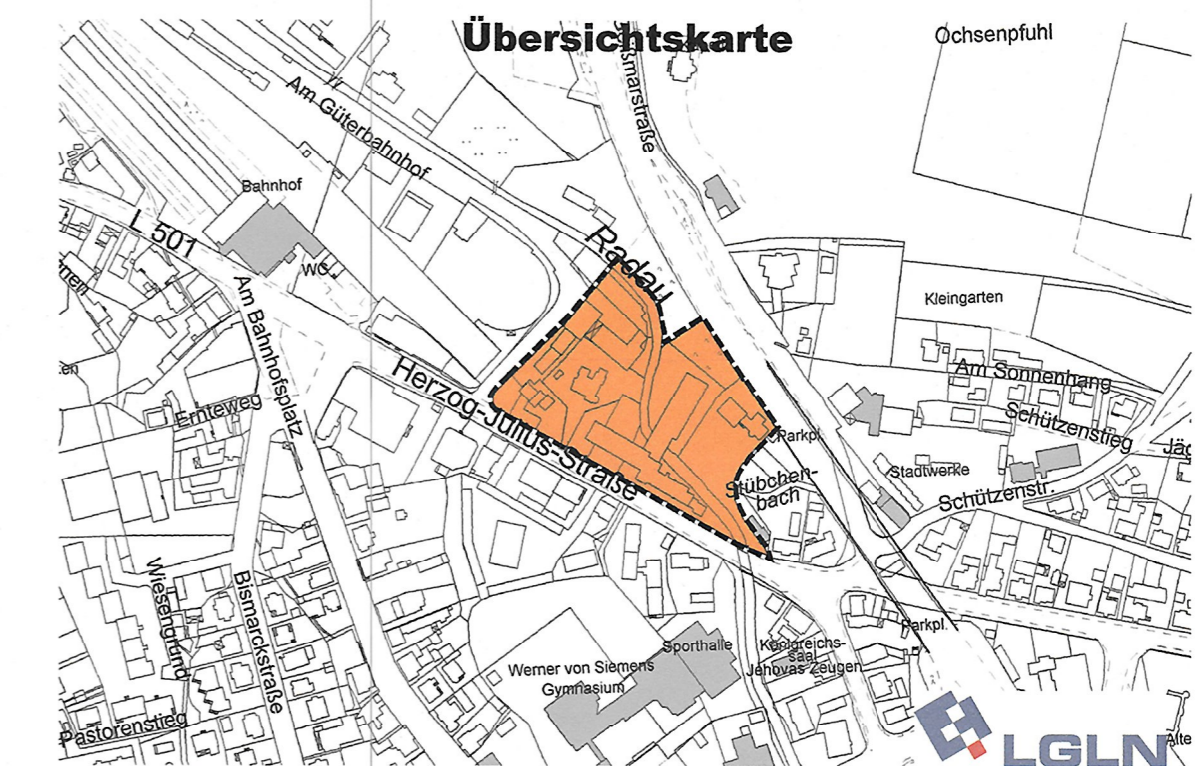 Übersichtskarte
Ochsenpfuhl
Am Güterbahnhof
Bahnhof
L 501
WC
Radau
Kleingarten
Am Bahnhofsplatz
Herzog-Julius-Straße
Ernteweg
Am Sonnenhang
Schützenstieg
Parkpl.
Stadtwerke
Stübchen-
bach
Schützenstr.
Wiesengrund
Bismarckstraße
Parkpl.
Sporthalle
Königreichs-
saal
Jehovas Zeugen
Werner von Siemens
Gymnasium
Pastorenstieg
Alte
LGLN